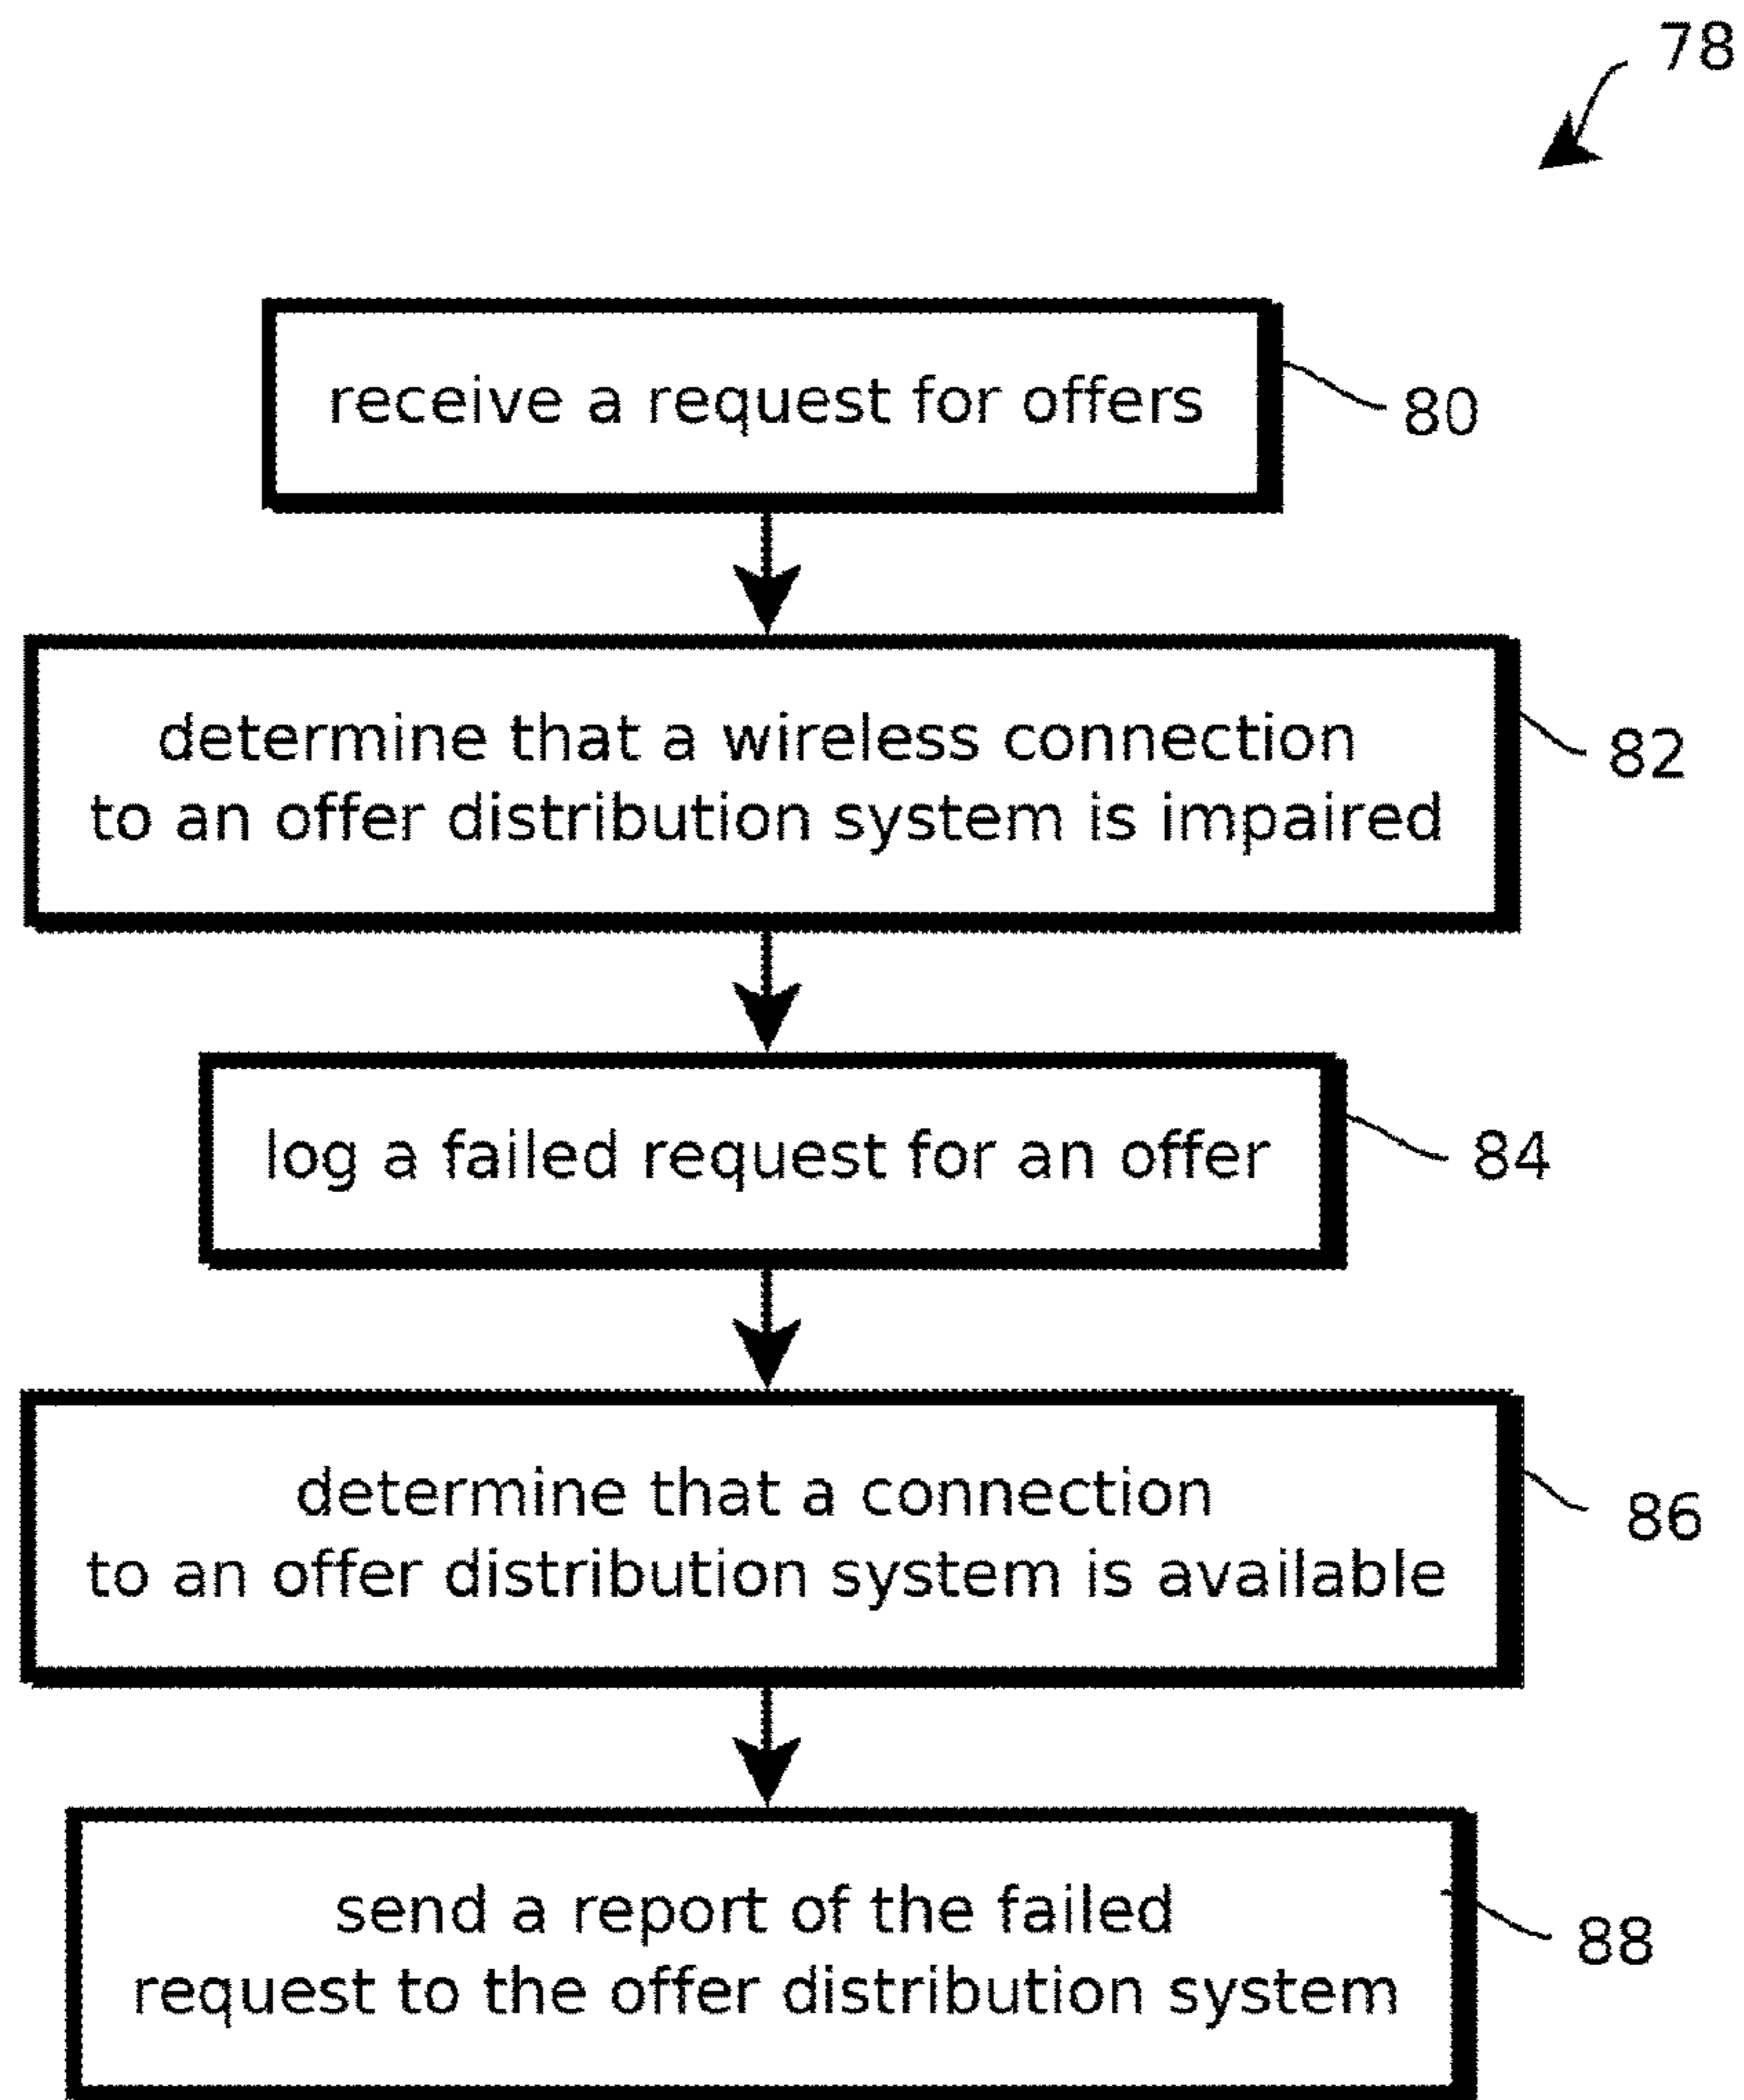 78
receive a request for offers
80
determine that a wireless connection
to an offer distribution system is impaired
82
log a failed request for an offer
84
determine that a connection
to an offer distribution system is available
86
send a report of the failed
request to the offer distribution system
88